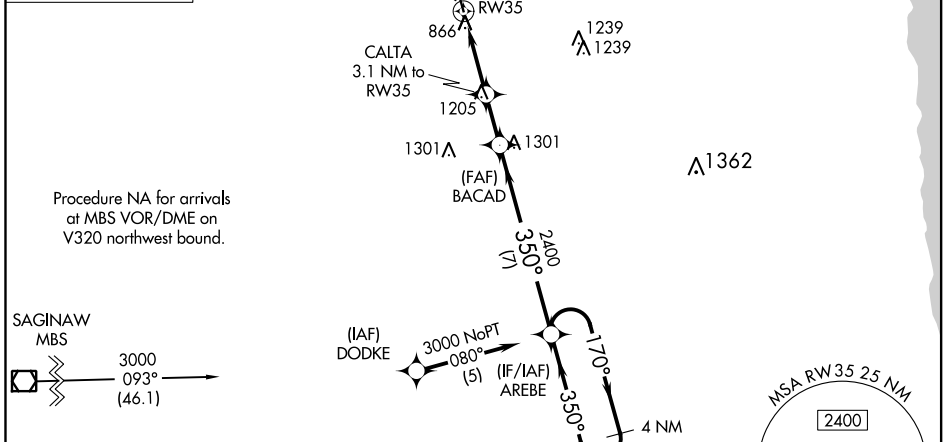 RW35
866
1239
1239
CALTA
3.1 NM to
RW35
1205
1301
1301
(FAF)
BACAD
1362
Procedure NA for arrivals
at MBS VOR/DME on
V320 northwest bound.
2400
350°
(7)
SAGINAW
MBS
3000
093°
(46.1)
(IAF)
DODKE
3000 NoPT
080°
(5)
(IF/IAF)
AREBE
170°
350°
4 NM
MSA RW35 25 NM
2400